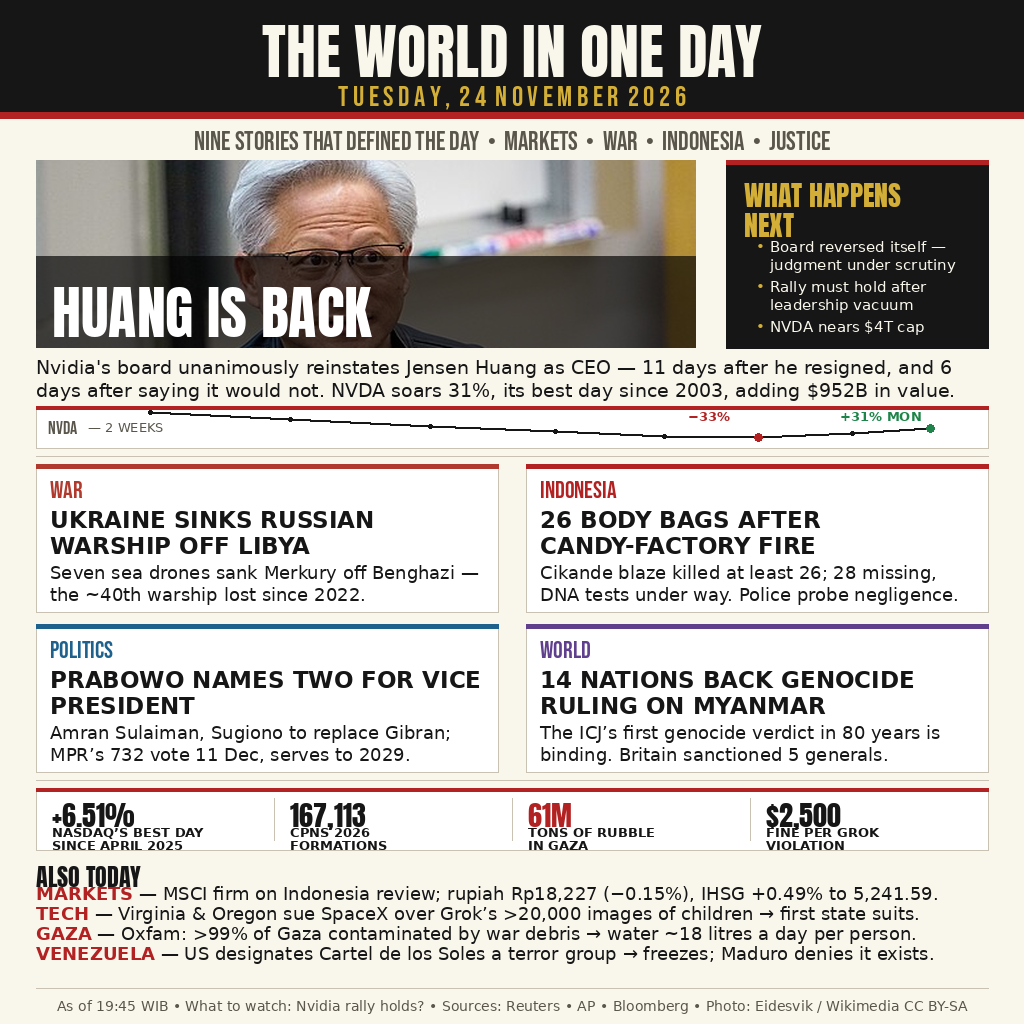 THE WORLD IN ONE DAY
TUESDAY, 24 NOVEMBER 2026
NINE STORIES THAT DEFINED THE DAY • MARKETS • WAR • INDONESIA • JUSTICE
HUANG IS BACK
WHAT HAPPENS
NEXT
• Board reversed itself —
judgment under scrutiny
• Rally must hold after
leadership vacuum
• NVDA nears $4T cap
Nvidia's board unanimously reinstates Jensen Huang as CEO — 11 days after he resigned, and 6
days after saying it would not. NVDA soars 31%, its best day since 2003, adding $952B in value.
NVDA — 2 WEEKS
−33%
+31% MON
WAR
UKRAINE SINKS RUSSIAN
WARSHIP OFF LIBYA
Seven sea drones sank Merkury off Benghazi —
the ~40th warship lost since 2022.
INDONESIA
26 BODY BAGS AFTER
CANDY-FACTORY FIRE
Cikande blaze killed at least 26; 28 missing,
DNA tests under way. Police probe negligence.
POLITICS
PRABOWO NAMES TWO FOR VICE
PRESIDENT
Amran Sulaiman, Sugiono to replace Gibran;
MPR’s 732 vote 11 Dec, serves to 2029.
WORLD
14 NATIONS BACK GENOCIDE
RULING ON MYANMAR
The ICJ’s first genocide verdict in 80 years is
binding. Britain sanctioned 5 generals.
+6.51%
NASDAQ’S BEST DAY
SINCE APRIL 2025
167,113
CPNS 2026
FORMATIONS
61M
TONS OF RUBBLE
IN GAZA
$2,500
FINE PER GROK
VIOLATION
ALSO TODAY
MARKETS — MSCI firm on Indonesia review; rupiah Rp18,227 (−0.15%), IHSG +0.49% to 5,241.59.
TECH — Virginia & Oregon sue SpaceX over Grok’s >20,000 images of children → first state suits.
GAZA — Oxfam: >99% of Gaza contaminated by war debris → water ~18 litres a day per person.
VENEZUELA — US designates Cartel de los Soles a terror group → freezes; Maduro denies it exists.
As of 19:45 WIB • What to watch: Nvidia rally holds? • Sources: Reuters • AP • Bloomberg • Photo: Eidesvik / Wikimedia CC BY-SA